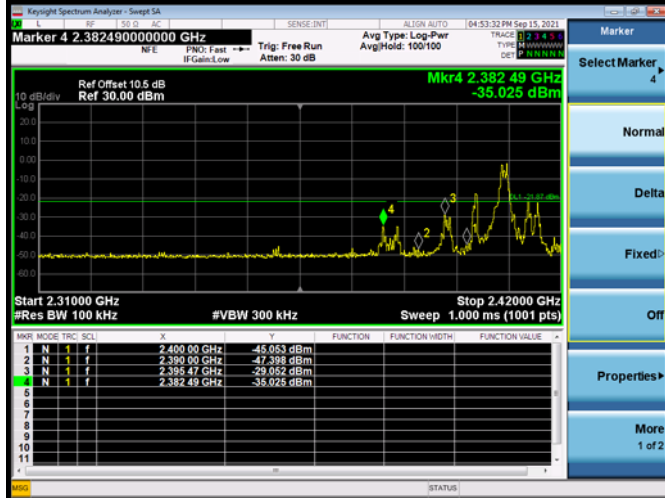 Keysight Spectrum Analyzer - Swept SA
L RF 50 Ω AC SENSE:INT ALIGN AUTO 04:53:32 PM Sep 15, 2021
Marker 4 2.382490000000 GHz
NFE PNO: Fast IFGain:Low Trig: Free Run Atten: 30 dB
Avg Type: Log-Pwr Avg|Hold: 100/100
TRACE 1 2 3 4 5 6
TYPE M W W W W W
DET P N N N N N
Marker
Select Marker
4
Normal
Delta
Fixed
Off
Properties
More
1 of 2
Ref Offset 10.5 dB
10 dB/div Ref 30.00 dBm
Mkr4 2.382 49 GHz
-35.025 dBm
Log
20.0
10.0
0.00
-10.0
-20.0
-30.0
-40.0
-50.0
-60.0
DL1 -21.87 dBm
4
3
2
Start 2.31000 GHz Stop 2.42000 GHz
#Res BW 100 kHz #VBW 300 kHz Sweep 1.000 ms (1001 pts)
MKR MODE TRC SCL X Y FUNCTION FUNCTION WIDTH FUNCTION VALUE
1 N 1 f 2.400 00 GHz -45.053 dBm
2 N 1 f 2.390 00 GHz -47.398 dBm
3 N 1 f 2.395 47 GHz -29.052 dBm
4 N 1 f 2.382 49 GHz -35.025 dBm
5
6
7
8
9
10
11
MSG STATUS